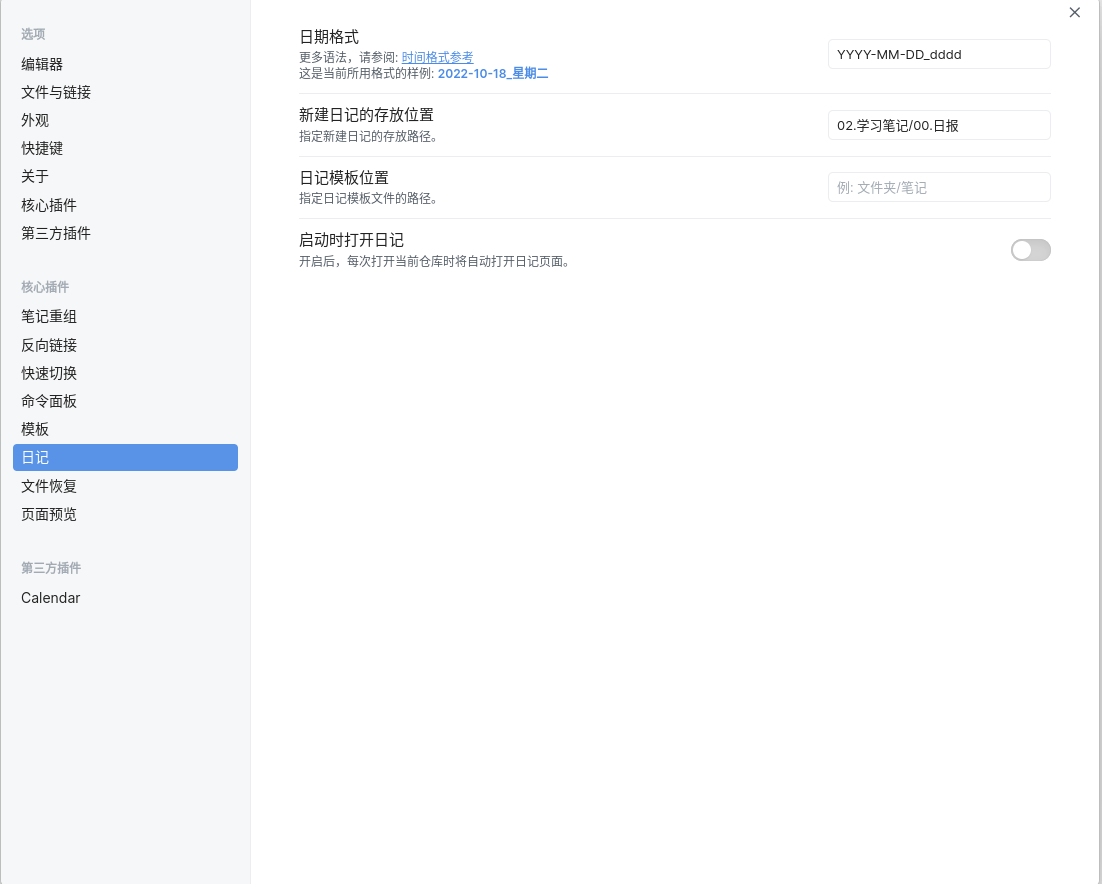 选项
编辑器
文件与链接
外观
快捷键
关于
核心插件
第三方插件
核心插件
笔记重组
反向链接
快速切换
命令面板
模板
日记
文件恢复
页面预览
第三方插件
Calendar
日期格式
更多语法，请参阅: 时间格式参考
这是当前所用格式的样例: 2022-10-18_星期二
YYYY-MM-DD_dddd
新建日记的存放位置
指定新建日记的存放路径。
02.学习笔记/00.日报
日记模板位置
指定日记模板文件的路径。
例: 文件夹/笔记
启动时打开日记
开启后，每次打开当前仓库时将自动打开日记页面。